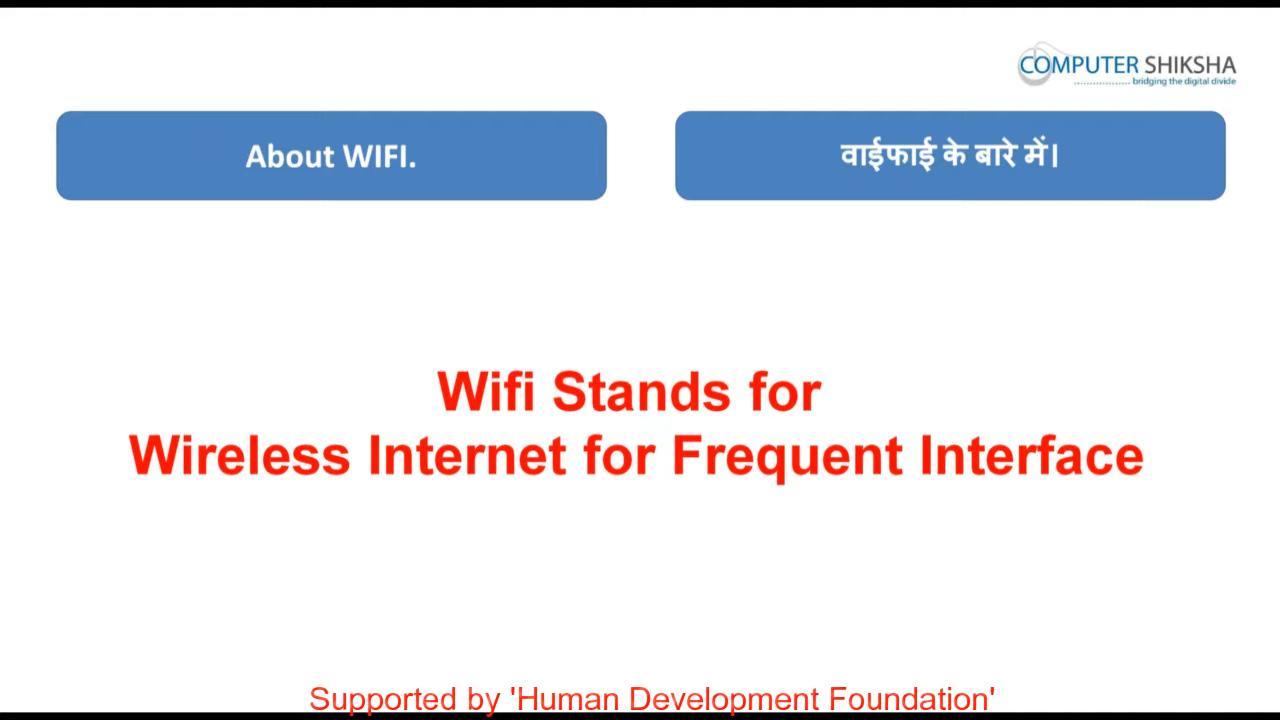 COMPUTER SHIKSHA
bridging the digital divide
About WIFI.
वाईफाई के बारे में।
Wifi Stands for
Wireless Internet for Frequent Interface
Supported by 'Human Development Foundation'